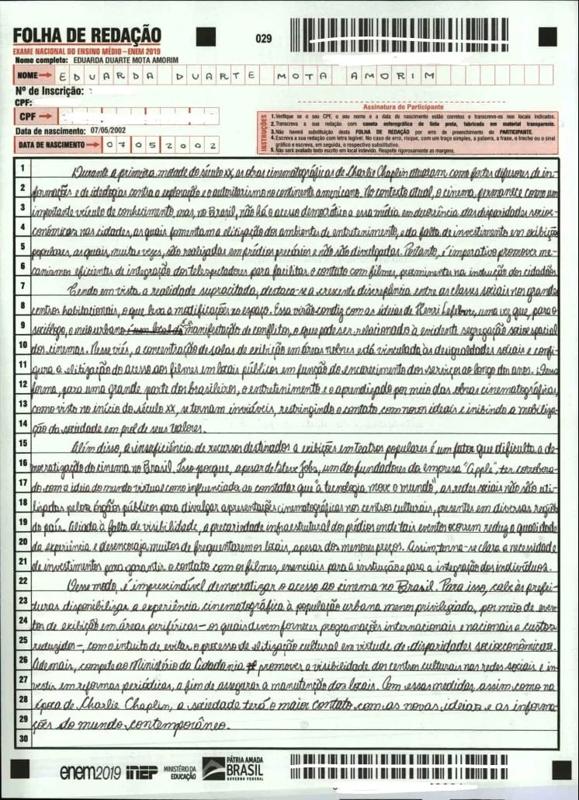 FOLHA DE REDAÇÃO
EXAME NACIONAL DO ENSINO MÉDIO - ENEM 2019
029
Nome completo: EDUARDA DUARTE MOTA AMORIM
NOME EDUARDA DUARTE MOTA AMORIM
Nº de Inscrição:
CPF:
CPF
Data de nascimento: 07/05/2002
DATA DE NASCIMENTO 07052002
Assinatura do Participante
INSTRUÇÕES
1. Verifique se o seu CPF, o seu nome e a data de nascimento estão corretos e transcreva-os nos locais indicados.
2. Transcreva a sua redação com caneta esferográfica de tinta preta, fabricada em material transparente.
3. Não haverá substituição desta FOLHA DE REDAÇÃO por erro de preenchimento do PARTICIPANTE.
4. Escreva a sua redação com letra legível. No caso de erro, risque, com um traço simples, a palavra, a frase, o trecho ou o sinal
gráfico e escreva, em seguida, o respectivo substitutivo.
5. Não será avaliado texto escrito em local indevido. Respeite rigorosamente as margens.
1 Durante a primeira metade do século XX, as obras cinematográficas de Charlie Chaplin atuaram como fortes difusores de in-
2 formações e de ideologias contra a exploração e o autoritarismo no continente americano. No contexto atual, o cinema permanece como um
3 importante veículo de conhecimento, mas, no Brasil, não há o acesso democrático a essa mídia em decorrência das disparidades socioe-
4 conômicas nas cidades, as quais fomentam a elitização dos ambientes de entretenimento, e da falta de investimento em exibições
5 populares, as quais, muitas vezes, são realizadas em prédios precários e não são divulgadas. Portanto, é imperativo promover me-
6 canismos eficientes de integração dos telespectadores para facilitar o contato com filmes, proeminentes na instrução dos cidadãos.
7 Tendo em vista a realidade supracitada, destaca-se a crescente discrepância entre as classes sociais nos grandes
8 centros habitacionais, o que leva a modificações no espaço. Essa visão condiz com as ideias de Henri Lefebvre, uma vez que, para o
9 sociólogo, o meio urbano é a manifestação de conflitos, o que pode ser relacionado à evidente segregação socioespacial
10 dos cinemas. Nesse viés, a concentração de salas de exibição em áreas nobres está vinculada às desigualdades sociais e confi-
11 gura a elitização do acesso aos filmes em locais públicos em função do encarecimento dos serviços ao longo dos anos. Dessa
12 forma, para uma grande parte dos brasileiros, o entretenimento e o aprendizado por meio das obras cinematográficas,
13 como visto no início do século XX, se tornam inviáveis, restringindo o contato com novos ideais e inibindo a mobiliza-
14 ção da sociedade em prol de seus valores.
15 Além disso, a insuficiência de recursos destinados a exibições em teatros populares é um fator que dificulta a de-
16 mocratização do cinema no Brasil. Isso porque, apesar de Steve Jobs, um dos fundadores da empresa "Apple", ter corrobora-
17 do com a ideia do mundo virtual como influenciador ao constatar que "a tecnologia move o mundo", as redes sociais não são uti-
18 lizadas pelos órgãos públicos para divulgar apresentações cinematográficas nos centros culturais, presentes em diversas regiões
19 do país. Aliada à falta de visibilidade, a precariedade infraestrutural dos prédios onde tais eventos ocorrem reduz a qualidade
20 da experiência e desencoraja muitos de frequentarem os locais, apesar dos menores preços. Assim, torna-se clara a necessidade
21 de investimentos para garantir o contato com os filmes, essenciais para a instrução e para a integração dos indivíduos.
22 Desse modo, é imprescindível democratizar o acesso ao cinema no Brasil. Para isso, cabe às prefei-
23 turas disponibilizar a experiência cinematográfica à população urbana menos privilegiada, por meio de even-
24 tos de exibição em áreas periféricas – os quais devem fornecer programações internacionais e nacionais a custos
25 reduzidos –, com o intuito de evitar o processo de elitização cultural em virtude de disparidades socioeconômicas.
26 Ademais, compete ao Ministério da Cidadania promover a visibilidade dos centros culturais nas redes sociais e in-
27 vestir em reformas periódicas, a fim de assegurar a manutenção dos locais. Com essas medidas, assim como na
28 época de Charlie Chaplin, a sociedade terá o maior contato com as novas ideias e as informa-
29 ções do mundo contemporâneo.
30
enem2019 INEP MINISTÉRIO DA EDUCAÇÃO PÁTRIA AMADA BRASIL GOVERNO FEDERAL